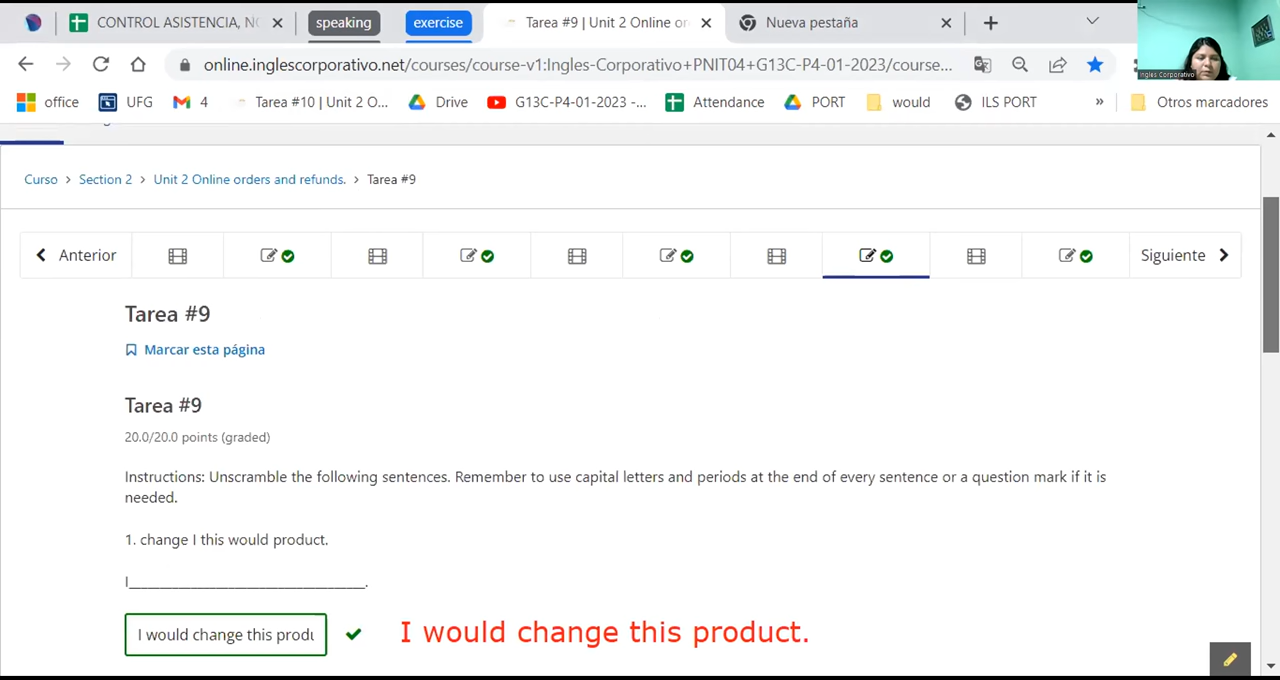 CONTROL ASISTENCIA, NO
speaking
exercise
Tarea #9 | Unit 2 Online or
Nueva pestaña
online.inglescorporativo.net/courses/course-v1:Ingles-Corporativo+PNIT04+G13C-P4-01-2023/course...
Ingles Corporativo
office
UFG
4
Tarea #10 | Unit 2 O...
Drive
G13C-P4-01-2023 -...
Attendance
PORT
would
ILS PORT
»
Otros marcadores
Curso > Section 2 > Unit 2 Online orders and refunds. > Tarea #9
Anterior
Siguiente
Tarea #9
Marcar esta página
Tarea #9
20.0/20.0 points (graded)
Instructions: Unscramble the following sentences. Remember to use capital letters and periods at the end of every sentence or a question mark if it is
needed.
1. change I this would product.
I__________________________________.
I would change this produ
I would change this product.